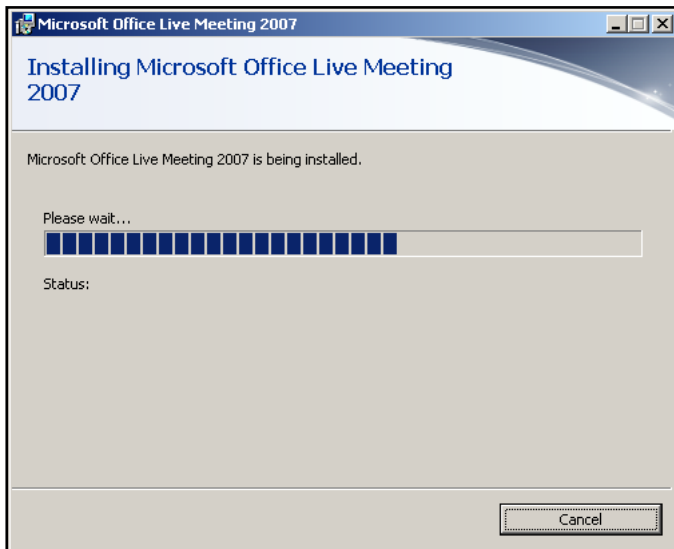 Microsoft Office Live Meeting 2007
Installing Microsoft Office Live Meeting
2007
Microsoft Office Live Meeting 2007 is being installed.
Please wait...
Status:
Cancel